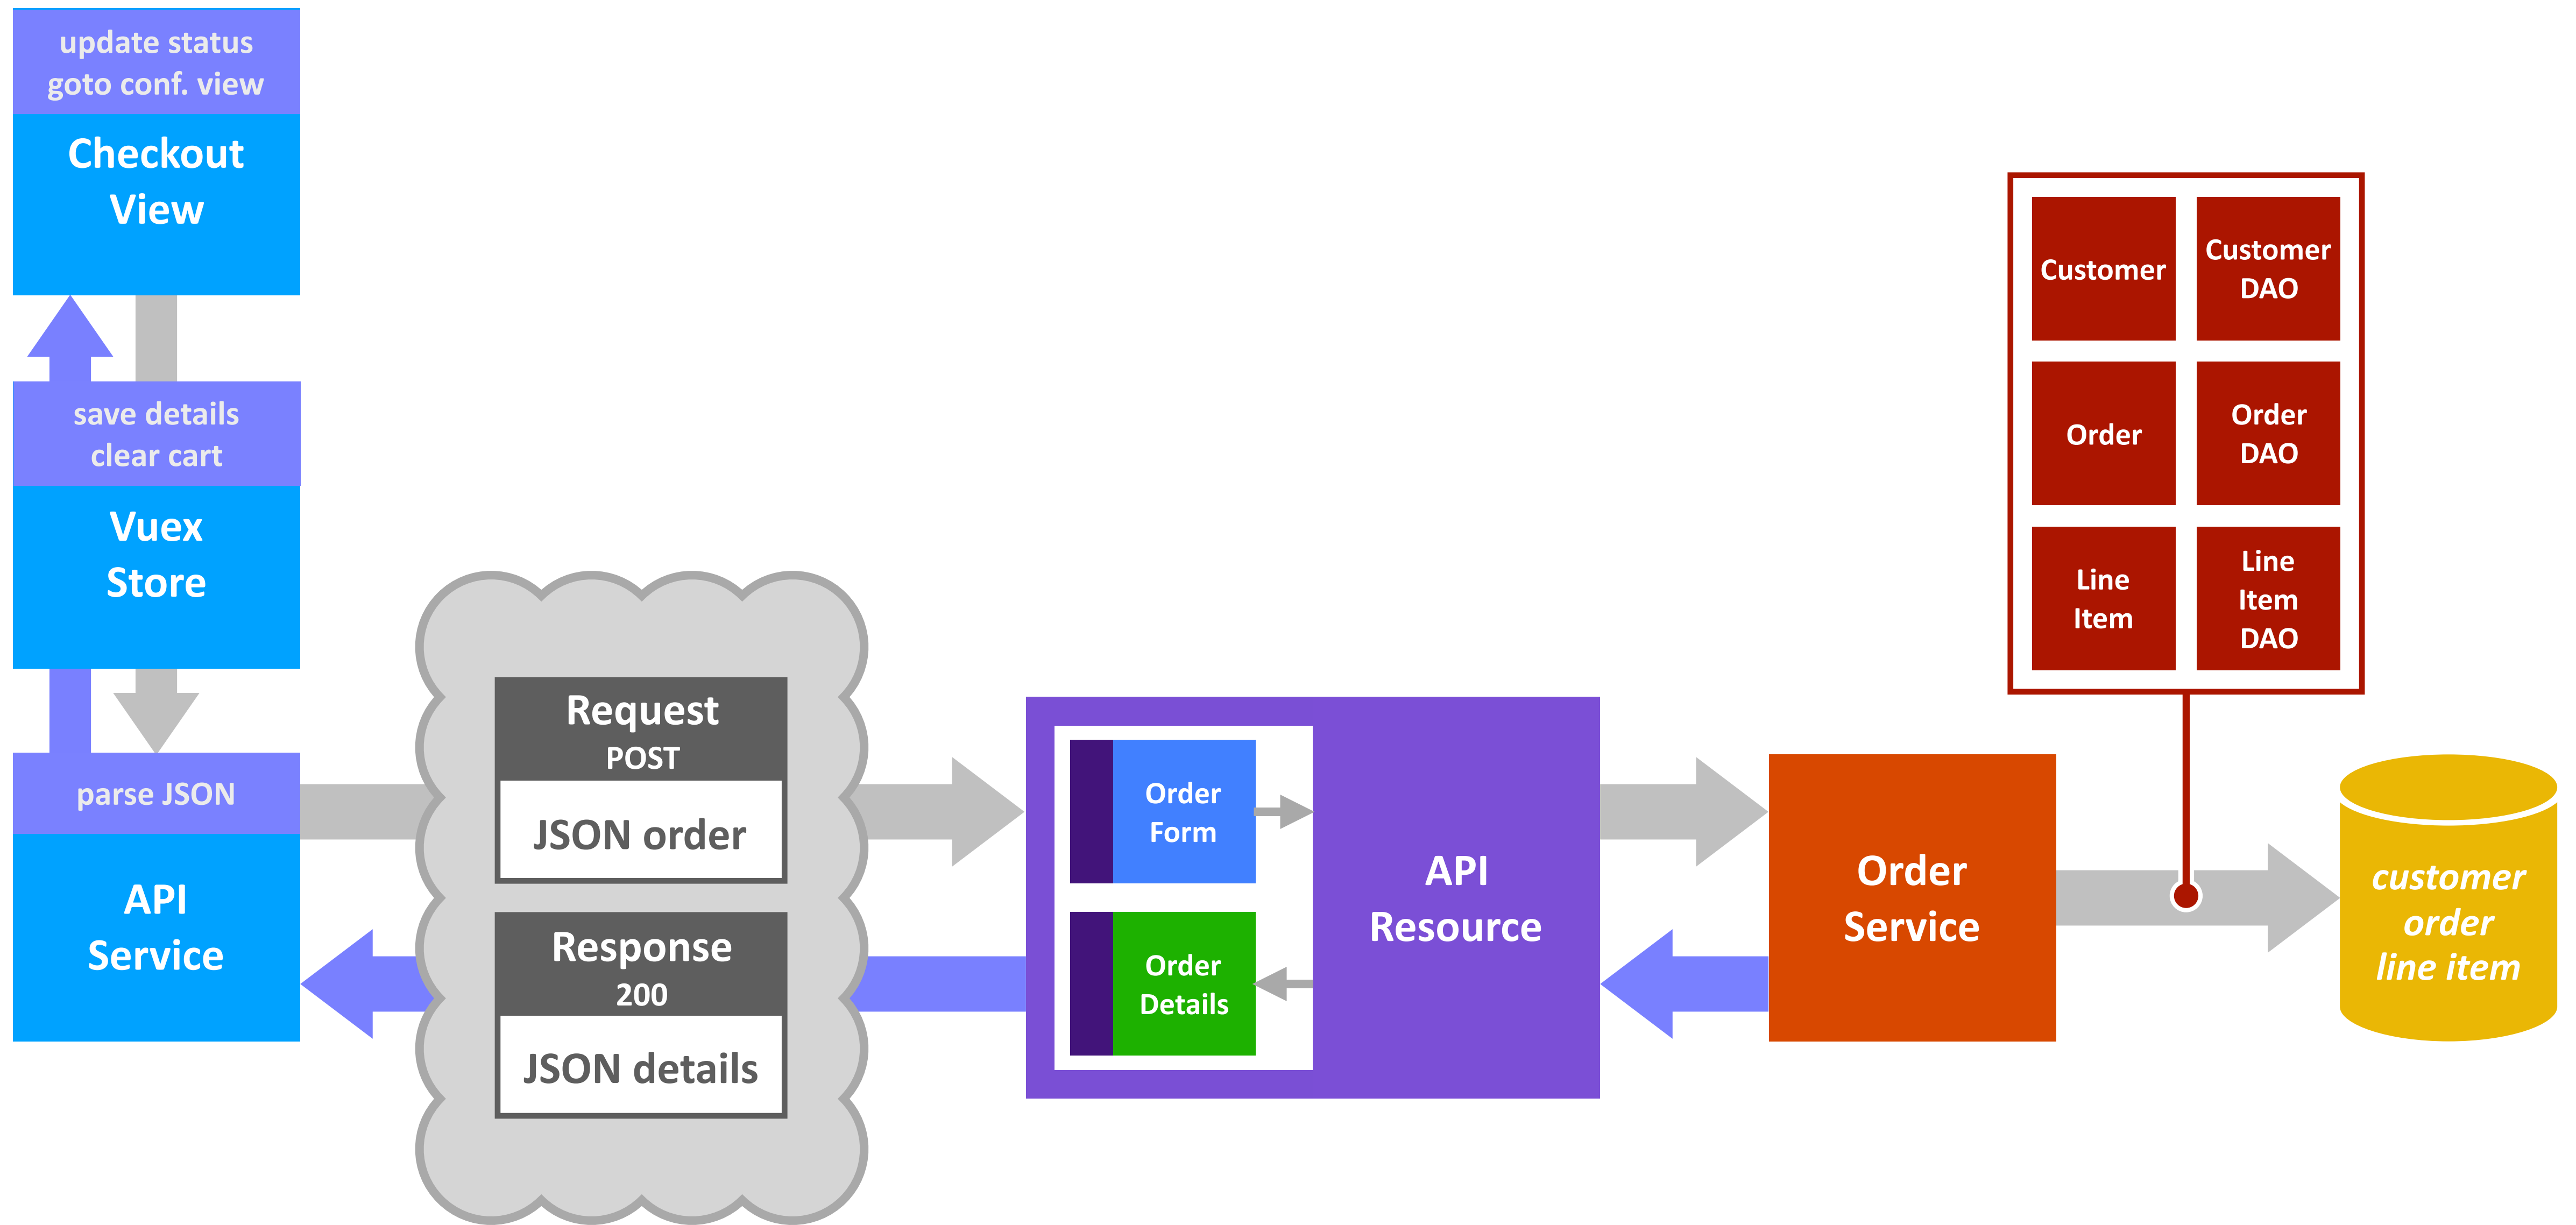 update status
goto conf. view
Checkout
View
save details
clear cart
Vuex
Store
parse JSON
API
Service
Request
POST
JSON order
Response
200
JSON details
Order
Form
Order
Details
API
Resource
Order
Service
Customer
Customer
DAO
Order
Order
DAO
Line
Item
Line
Item
DAO
customer
order
line item